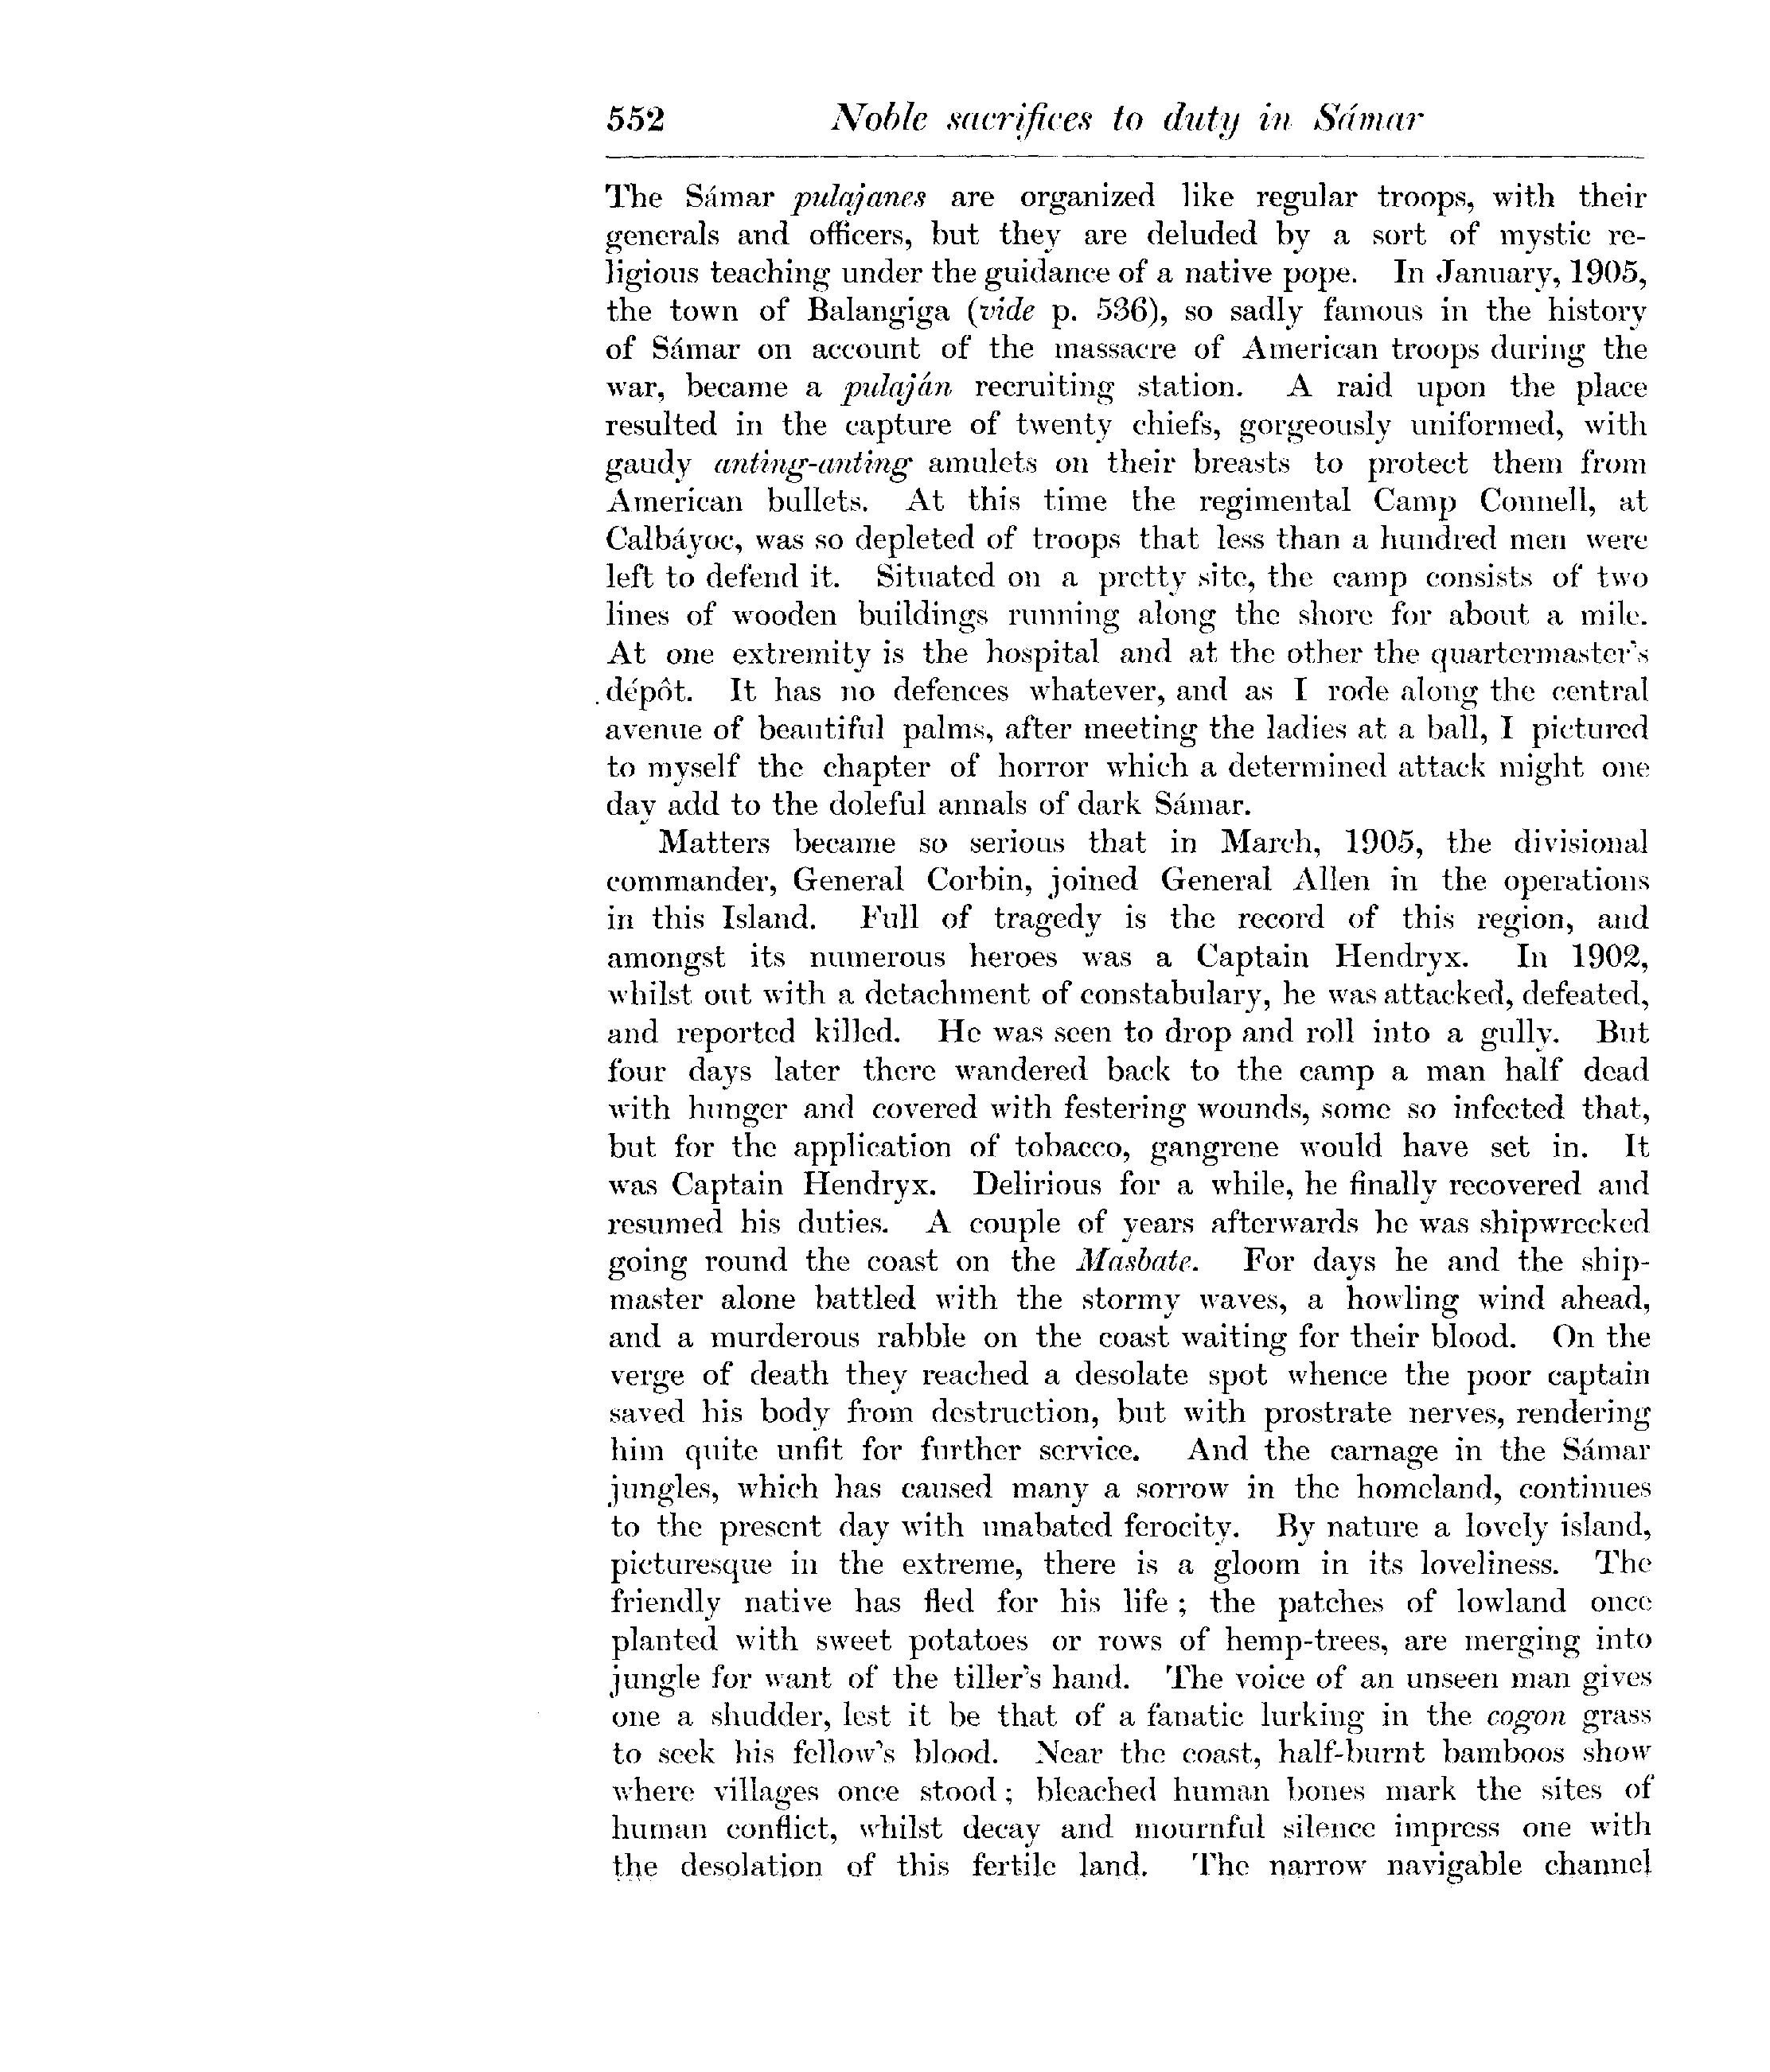 552 Noble sacrifices to duty in Sámar
The Sámar pulajanes are organized like regular troops, with their
generals and officers, but they are deluded by a sort of mystic re-
ligious teaching under the guidance of a native pope. In January, 1905,
the town of Balangiga (vide p. 536), so sadly famous in the history
of Sámar on account of the massacre of American troops during the
war, became a pulaján recruiting station. A raid upon the place
resulted in the capture of twenty chiefs, gorgeously uniformed, with
gaudy anting-anting amulets on their breasts to protect them from
American bullets. At this time the regimental Camp Connell, at
Calbáyoc, was so depleted of troops that less than a hundred men were
left to defend it. Situated on a pretty site, the camp consists of two
lines of wooden buildings running along the shore for about a mile.
At one extremity is the hospital and at the other the quartermaster's
dépôt. It has no defences whatever, and as I rode along the central
avenue of beautiful palms, after meeting the ladies at a ball, I pictured
to myself the chapter of horror which a determined attack might one
day add to the doleful annals of dark Sámar.
Matters became so serious that in March, 1905, the divisional
commander, General Corbin, joined General Allen in the operations
in this Island. Full of tragedy is the record of this region, and
amongst its numerous heroes was a Captain Hendryx. In 1902,
whilst out with a detachment of constabulary, he was attacked, defeated,
and reported killed. He was seen to drop and roll into a gully. But
four days later there wandered back to the camp a man half dead
with hunger and covered with festering wounds, some so infected that,
but for the application of tobacco, gangrene would have set in. It
was Captain Hendryx. Delirious for a while, he finally recovered and
resumed his duties. A couple of years afterwards he was shipwrecked
going round the coast on the Masbate. For days he and the ship-
master alone battled with the stormy waves, a howling wind ahead,
and a murderous rabble on the coast waiting for their blood. On the
verge of death they reached a desolate spot whence the poor captain
saved his body from destruction, but with prostrate nerves, rendering
him quite unfit for further service. And the carnage in the Sámar
jungles, which has caused many a sorrow in the homeland, continues
to the present day with unabated ferocity. By nature a lovely island,
picturesque in the extreme, there is a gloom in its loveliness. The
friendly native has fled for his life ; the patches of lowland once
planted with sweet potatoes or rows of hemp-trees, are merging into
jungle for want of the tiller's hand. The voice of an unseen man gives
one a shudder, lest it be that of a fanatic lurking in the cogon grass
to seek his fellow's blood. Near the coast, half-burnt bamboos show
where villages once stood ; bleached human bones mark the sites of
human conflict, whilst decay and mournful silence impress one with
the desolation of this fertile land. The narrow navigable channel